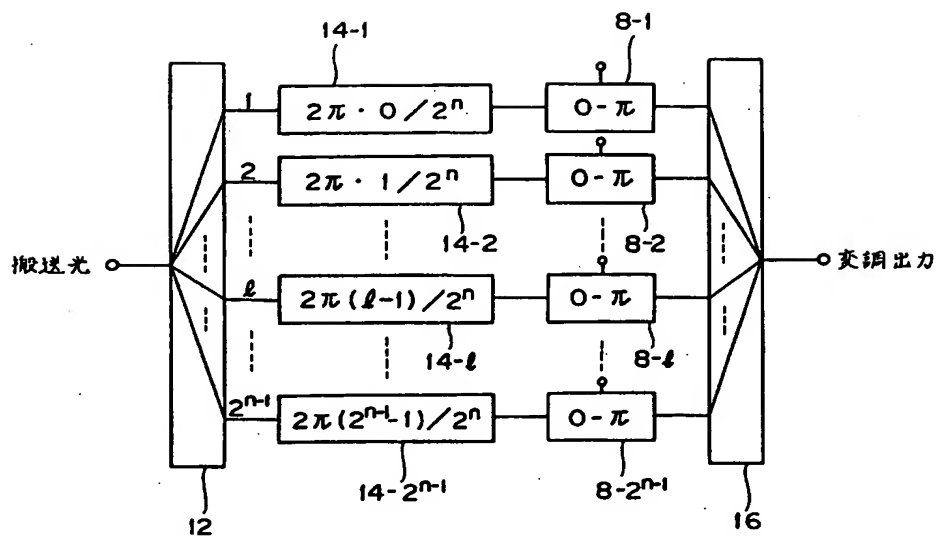 14-1
8-1
1
2π・0/2ⁿ
0-π
2
2π・1/2ⁿ
0-π
14-2
8-2
搬送光
変調出力
ℓ
2π(ℓ-1)/2ⁿ
0-π
14-ℓ
8-ℓ
2ⁿ⁻¹
2π(2ⁿ⁻¹-1)/2ⁿ
0-π
14-2ⁿ⁻¹
8-2ⁿ⁻¹
12
16